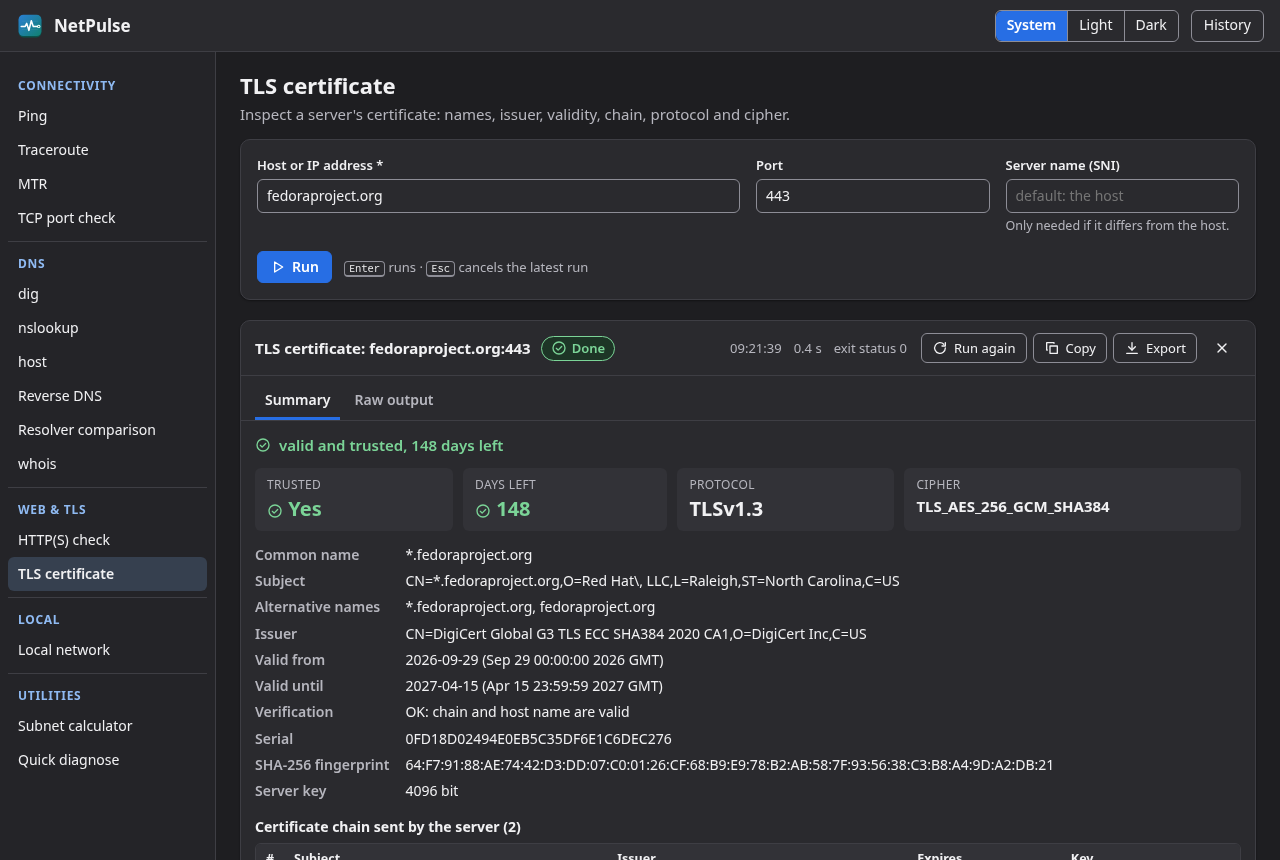 NetPulse
System Light Dark History
CONNECTIVITY
Ping
Traceroute
MTR
TCP port check
DNS
dig
nslookup
host
Reverse DNS
Resolver comparison
whois
WEB & TLS
HTTP(S) check
TLS certificate
LOCAL
Local network
UTILITIES
Subnet calculator
Quick diagnose
TLS certificate
Inspect a server's certificate: names, issuer, validity, chain, protocol and cipher.
Host or IP address * Port Server name (SNI)
fedoraproject.org 443 default: the host
Only needed if it differs from the host.
Run Enter runs · Esc cancels the latest run
TLS certificate: fedoraproject.org:443 Done 09:21:39 0.4 s exit status 0 Run again Copy Export
Summary Raw output
valid and trusted, 148 days left
TRUSTED DAYS LEFT PROTOCOL CIPHER
Yes 148 TLSv1.3 TLS_AES_256_GCM_SHA384
Common name *.fedoraproject.org
Subject CN=*.fedoraproject.org,O=Red Hat\, LLC,L=Raleigh,ST=North Carolina,C=US
Alternative names *.fedoraproject.org, fedoraproject.org
Issuer CN=DigiCert Global G3 TLS ECC SHA384 2020 CA1,O=DigiCert Inc,C=US
Valid from 2026-09-29 (Sep 29 00:00:00 2026 GMT)
Valid until 2027-04-15 (Apr 15 23:59:59 2027 GMT)
Verification OK: chain and host name are valid
Serial 0FD18D02494E0EB5C35DF6E1C6DEC276
SHA-256 fingerprint 64:F7:91:88:AE:74:42:D3:DD:07:C0:01:26:CF:68:B9:E9:78:B2:AB:58:7F:93:56:38:C3:B8:A4:9D:A2:DB:21
Server key 4096 bit
Certificate chain sent by the server (2)
# Subject Issuer Expires Key